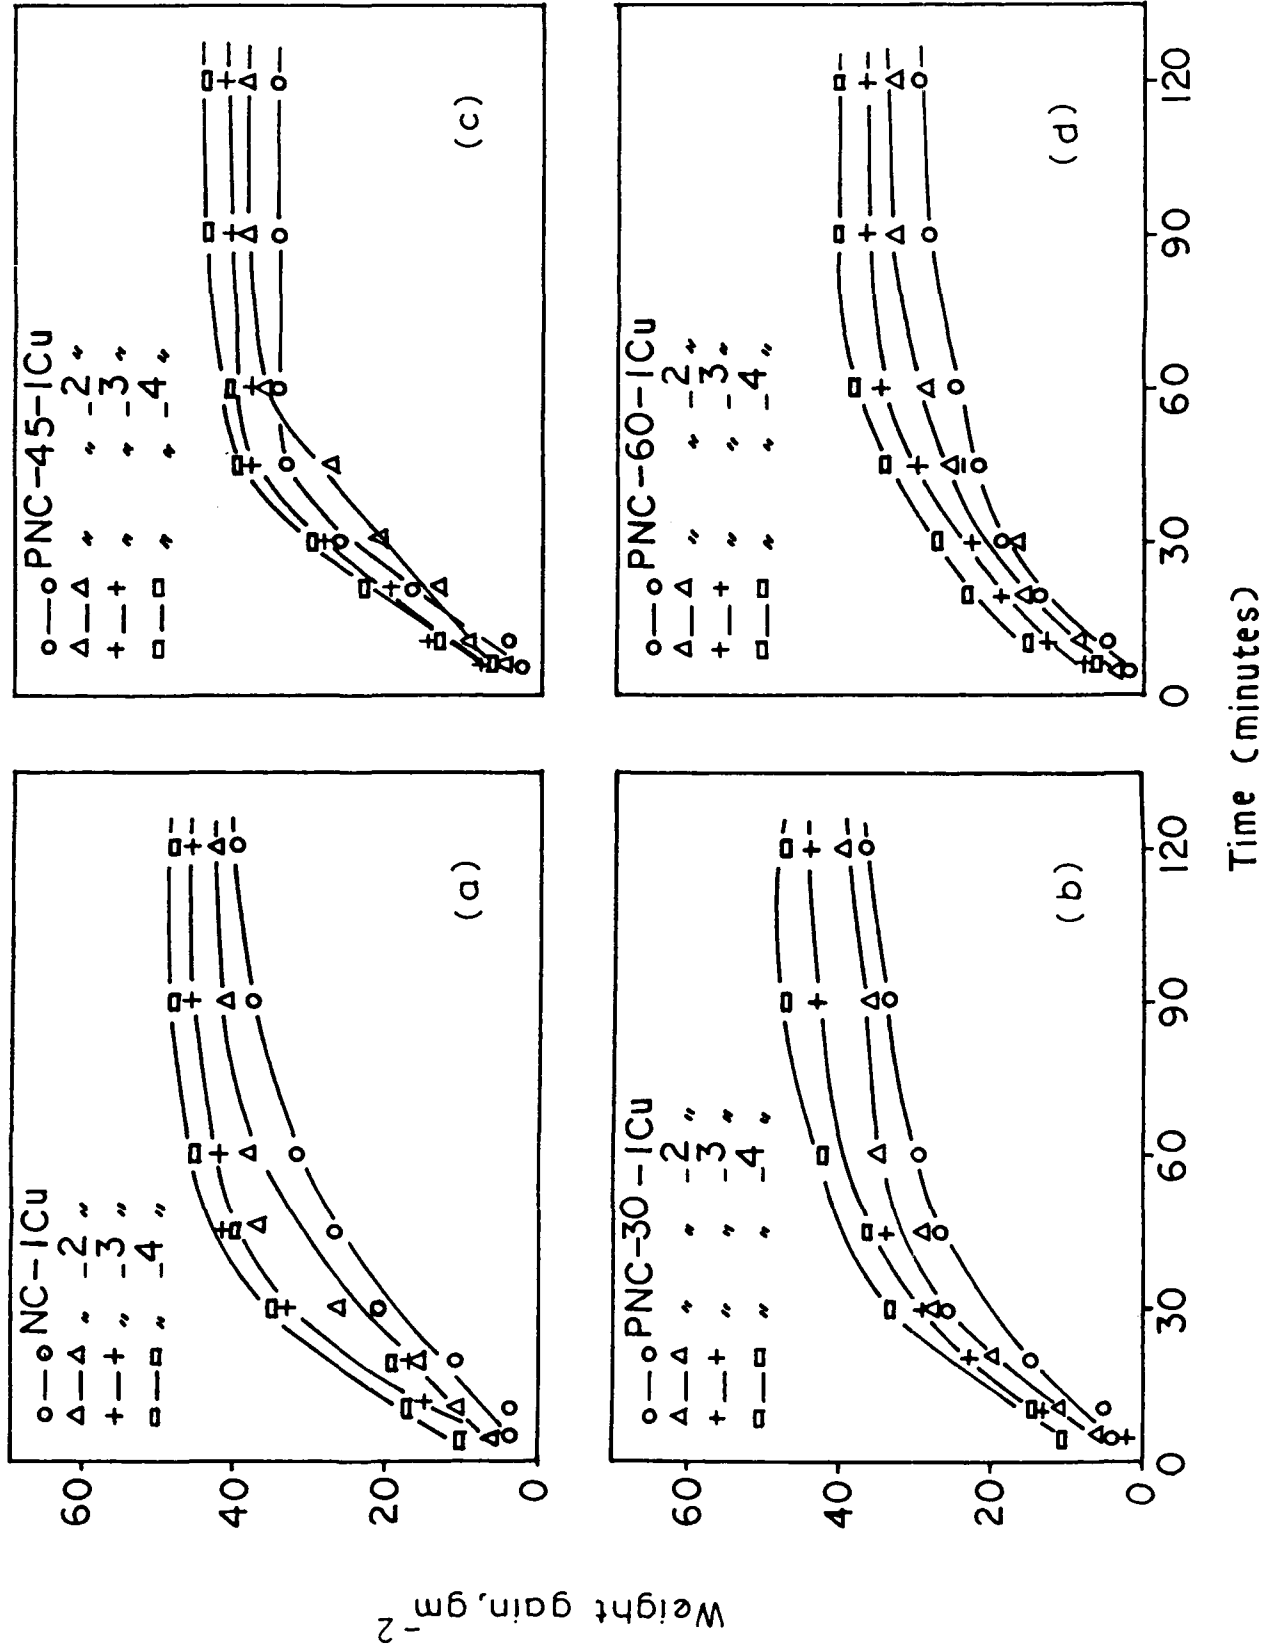 NC-1Cu
〃 -2 〃
〃 -3 〃
〃 -4 〃
(a)
60
40
20
0
PNC-45-1Cu
〃 〃 -2 〃
〃 〃 -3 〃
〃 〃 -4 〃
(c)
PNC-30-1Cu
〃 〃 -2 〃
〃 〃 -3 〃
〃 〃 -4 〃
(b)
60
40
20
0
0 30 60 90 120
PNC-60-1Cu
〃 〃 -2 〃
〃 〃 -3 〃
〃 〃 -4 〃
(d)
0 30 60 90 120
Weight gain, gm⁻²
Time (minutes)